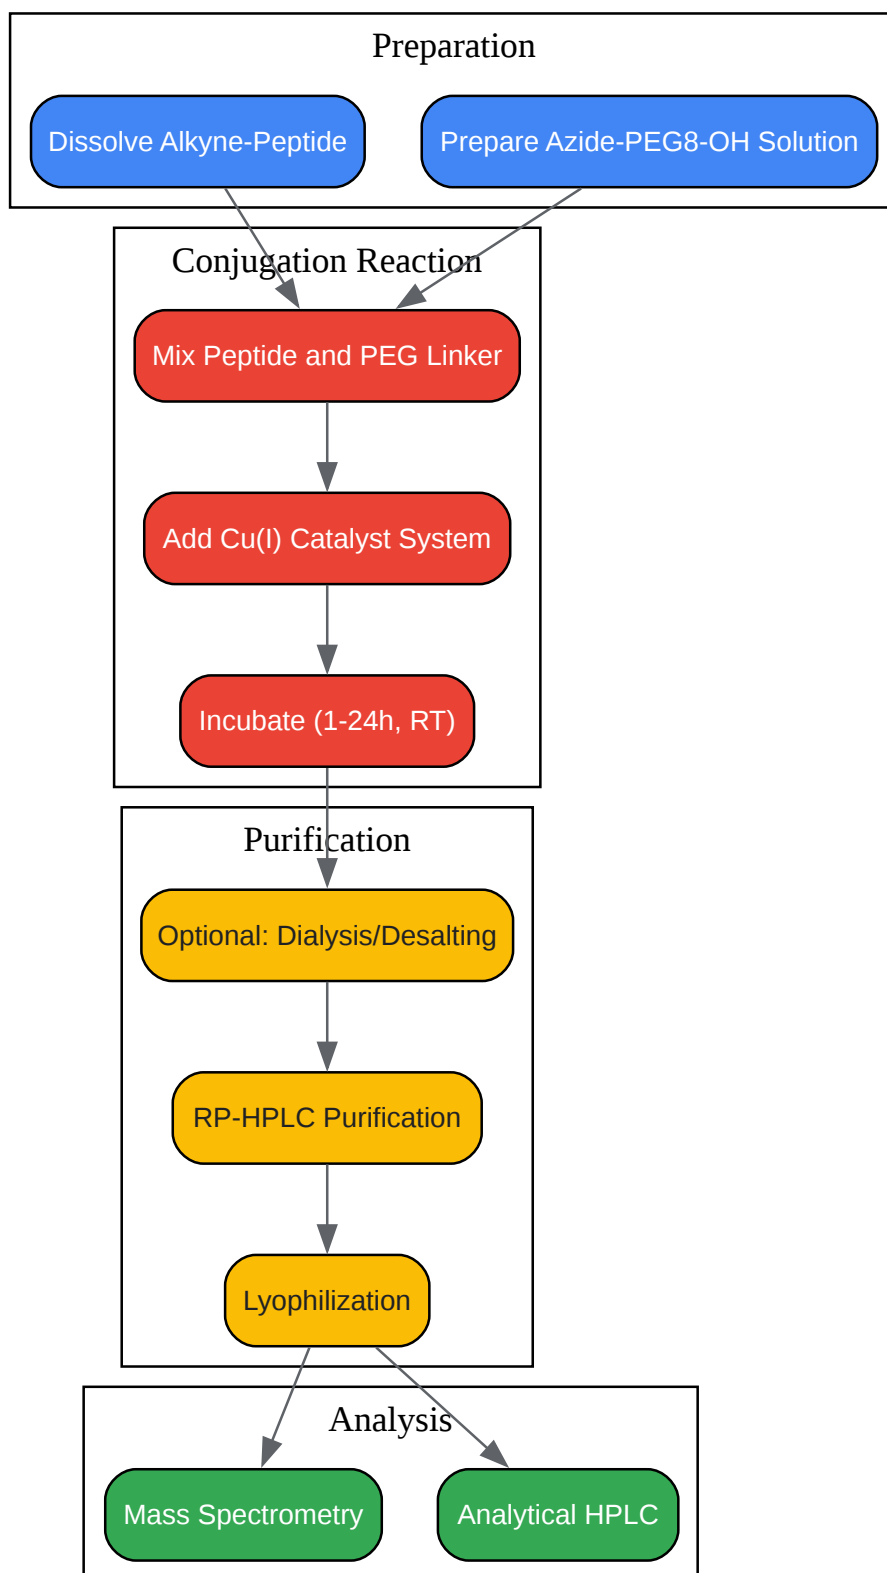 Preparation
Dissolve Alkyne-Peptide
Prepare Azide-PEG8-OH Solution
Conjugation Reaction
Mix Peptide and PEG Linker
Add Cu(I) Catalyst System
Incubate (1-24h, RT)
Purification
Optional: Dialysis/Desalting
RP-HPLC Purification
Lyophilization
Analysis
Mass Spectrometry
Analytical HPLC